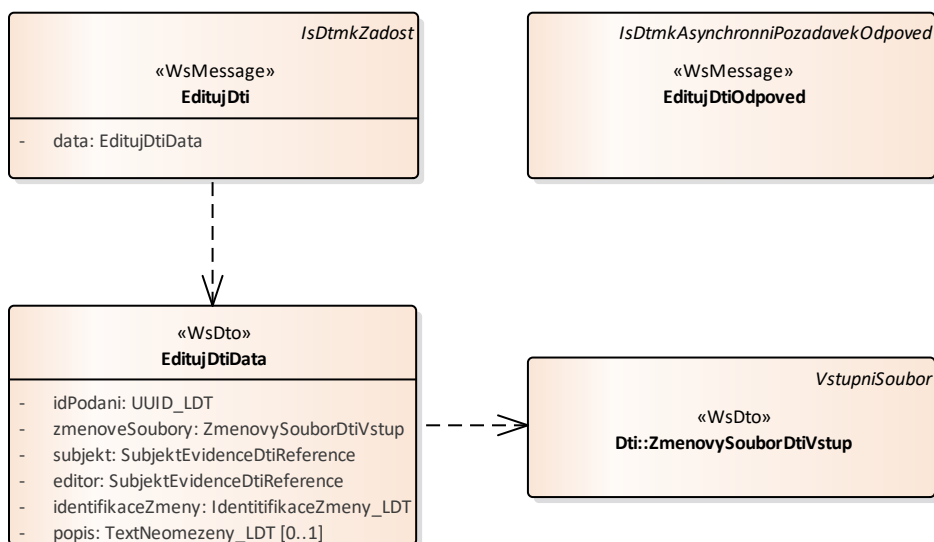 IsDtmkZadost
«WsMessage»
EditujDti
- data: EditujDtiData
IsDtmkAsynchronniPozadavekOdpoved
«WsMessage»
EditujDtiOdpoved
«WsDto»
EditujDtiData
- idPodani: UUID_LDT
- zmenoveSoubory: ZmenovySouborDtiVstup
- subjekt: SubjektEvidenceDtiReference
- editor: SubjektEvidenceDtiReference
- identifikaceZmeny: IdentitifikaceZmeny_LDT
- popis: TextNeomezeny_LDT [0..1]
VstupniSoubor
«WsDto»
Dti::ZmenovySouborDtiVstup